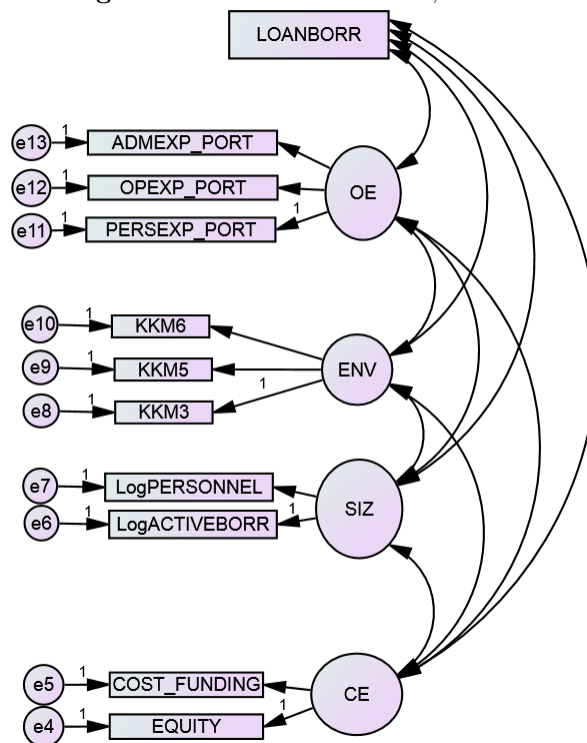 LOANBORR
e13 1 ADMEXP_PORT
e12 1 OPEXP_PORT
OE
e11 1 PERSEXP_PORT 1
e10 1 KKM6
e9 1 KKM5
ENV
e8 1 KKM3 1
e7 1 LogPERSONNEL
SIZ
e6 1 LogACTIVEBORR 1
e5 1 COST_FUNDING
CE
e4 1 EQUITY 1